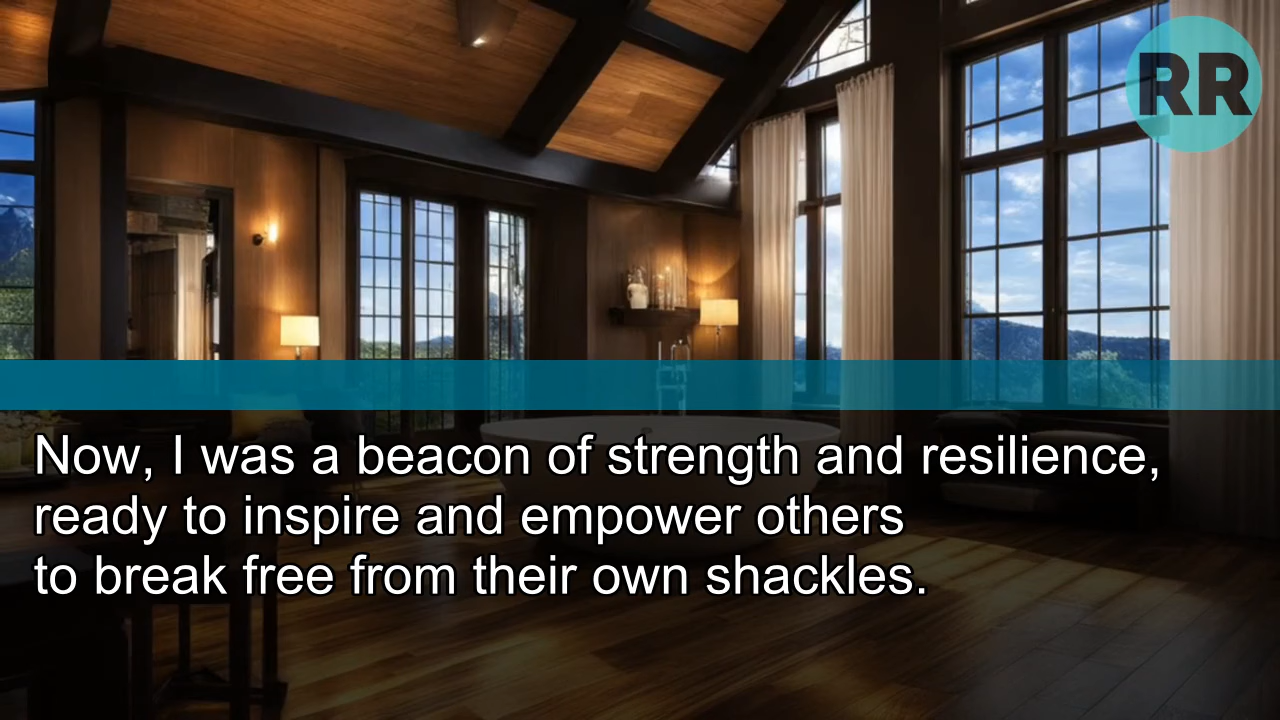 RR
Now, I was a beacon of strength and resilience,
ready to inspire and empower others
to break free from their own shackles.